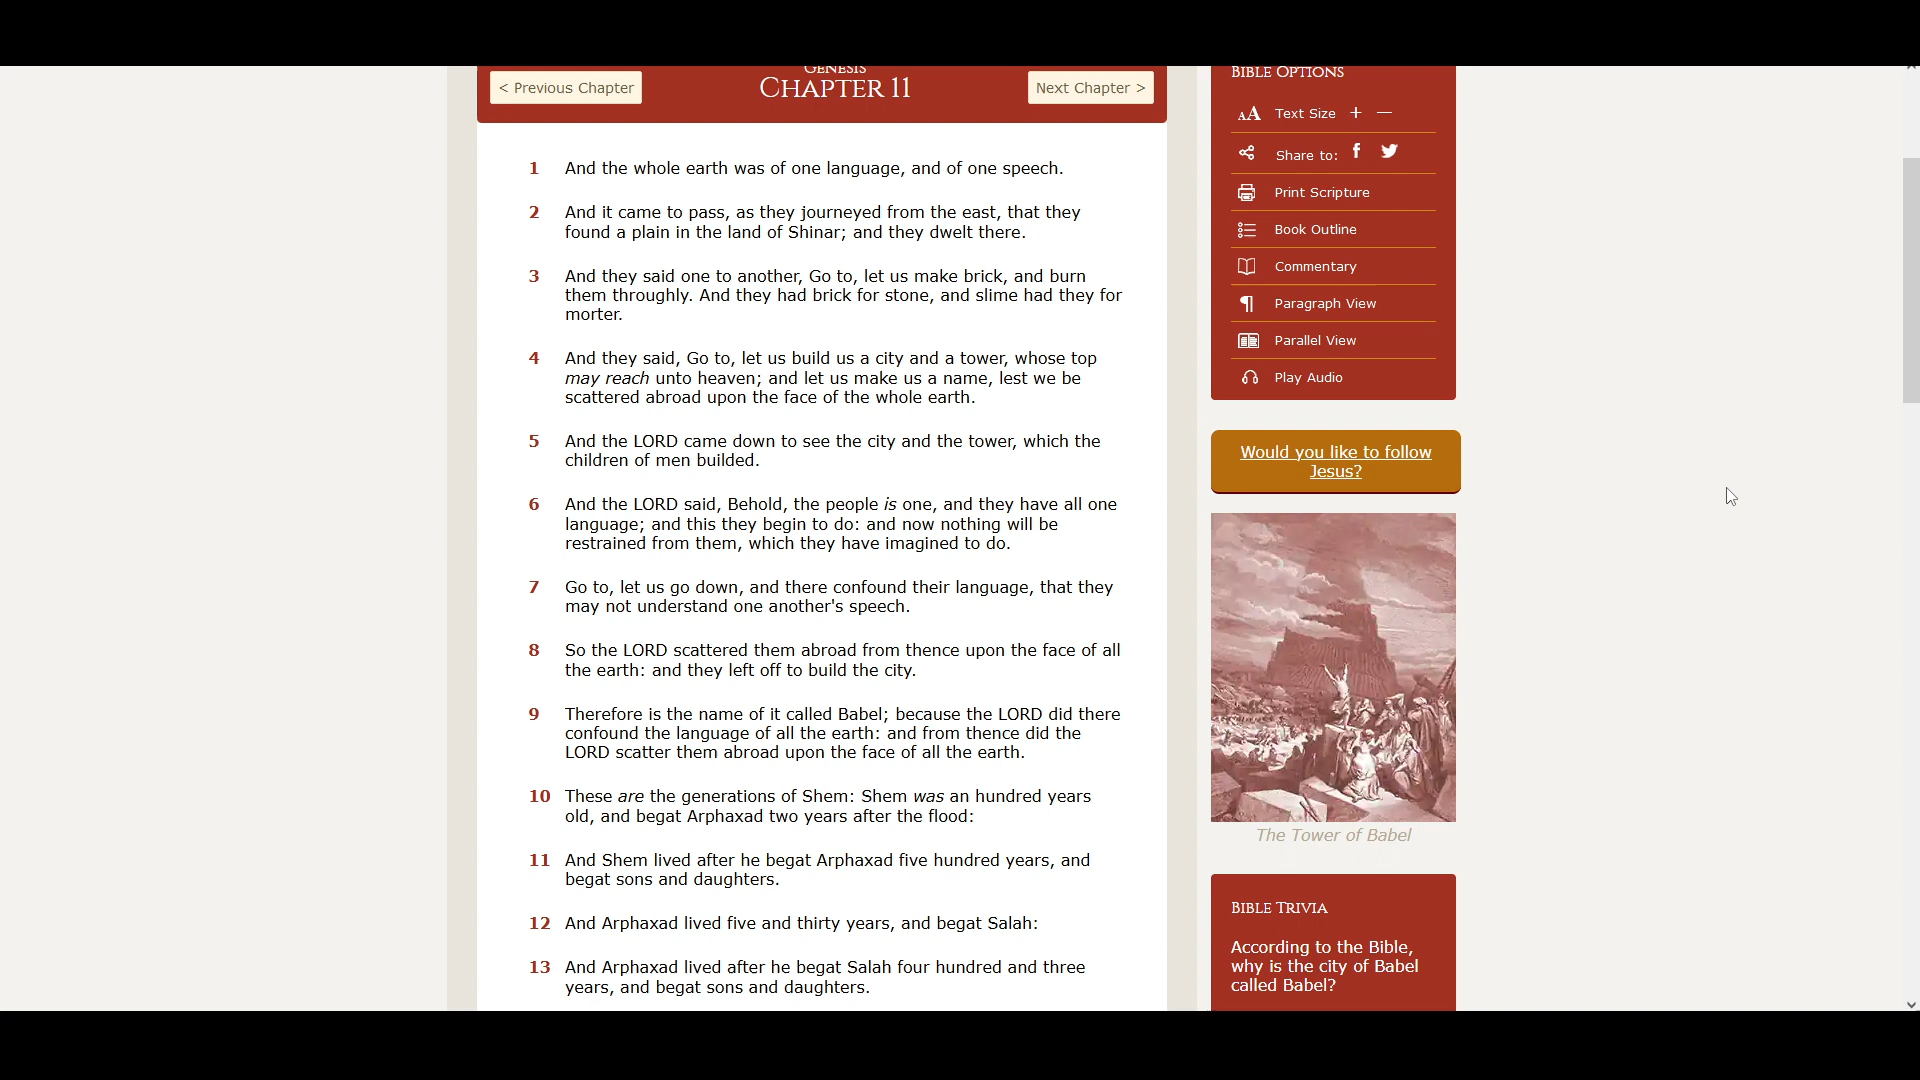 GENESIS
< Previous Chapter
CHAPTER 11
Next Chapter >
1 And the whole earth was of one language, and of one speech.
2 And it came to pass, as they journeyed from the east, that they
found a plain in the land of Shinar; and they dwelt there.
3 And they said one to another, Go to, let us make brick, and burn
them throughly. And they had brick for stone, and slime had they for
morter.
4 And they said, Go to, let us build us a city and a tower, whose top
may reach unto heaven; and let us make us a name, lest we be
scattered abroad upon the face of the whole earth.
5 And the LORD came down to see the city and the tower, which the
children of men builded.
6 And the LORD said, Behold, the people is one, and they have all one
language; and this they begin to do: and now nothing will be
restrained from them, which they have imagined to do.
7 Go to, let us go down, and there confound their language, that they
may not understand one another's speech.
8 So the LORD scattered them abroad from thence upon the face of all
the earth: and they left off to build the city.
9 Therefore is the name of it called Babel; because the LORD did there
confound the language of all the earth: and from thence did the
LORD scatter them abroad upon the face of all the earth.
10 These are the generations of Shem: Shem was an hundred years
old, and begat Arphaxad two years after the flood:
11 And Shem lived after he begat Arphaxad five hundred years, and
begat sons and daughters.
12 And Arphaxad lived five and thirty years, and begat Salah:
13 And Arphaxad lived after he begat Salah four hundred and three
years, and begat sons and daughters.
BIBLE OPTIONS
AA Text Size + —
Share to:
Print Scripture
Book Outline
Commentary
¶ Paragraph View
Parallel View
Play Audio
Would you like to follow
Jesus?
The Tower of Babel
BIBLE TRIVIA
According to the Bible,
why is the city of Babel
called Babel?